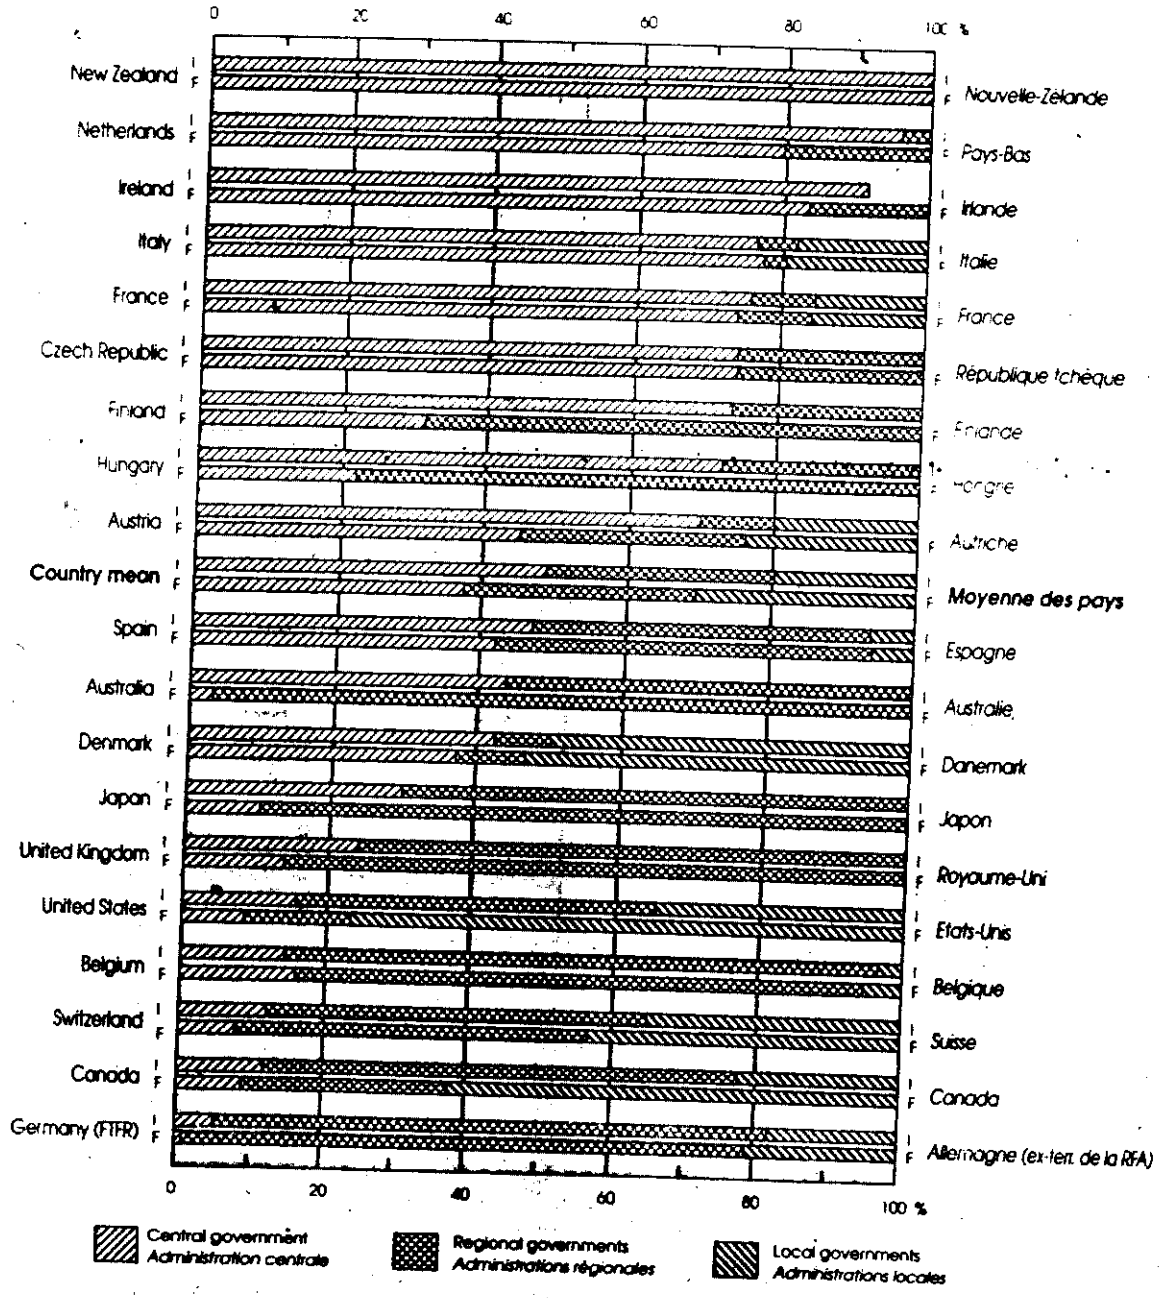 0 20 40 60 80 100 %
New Zealand I F I F Nouvelle-Zélande
Netherlands I F I F Pays-Bas
Ireland I F I F Irlande
Italy I F I F Italie
France I F I F France
Czech Republic I F I F République tchèque
Finland I F I F Finlande
Hungary I F I F Hongrie
Austria I F I F Autriche
Country mean I F I F Moyenne des pays
Spain I F I F Espagne
Australia I F I F Australie
Denmark I F I F Danemark
Japan I F I F Japon
United Kingdom I F I F Royaume-Uni
United States I F I F Etats-Unis
Belgium I F I F Belgique
Switzerland I F I F Suisse
Canada I F I F Canada
Germany (FTFR) I F I F Allemagne (ex-terr. de la RFA)
0 20 40 60 80 100 %
Central government Regional governments Local governments
Administration centrale Administrations régionales Administrations locales